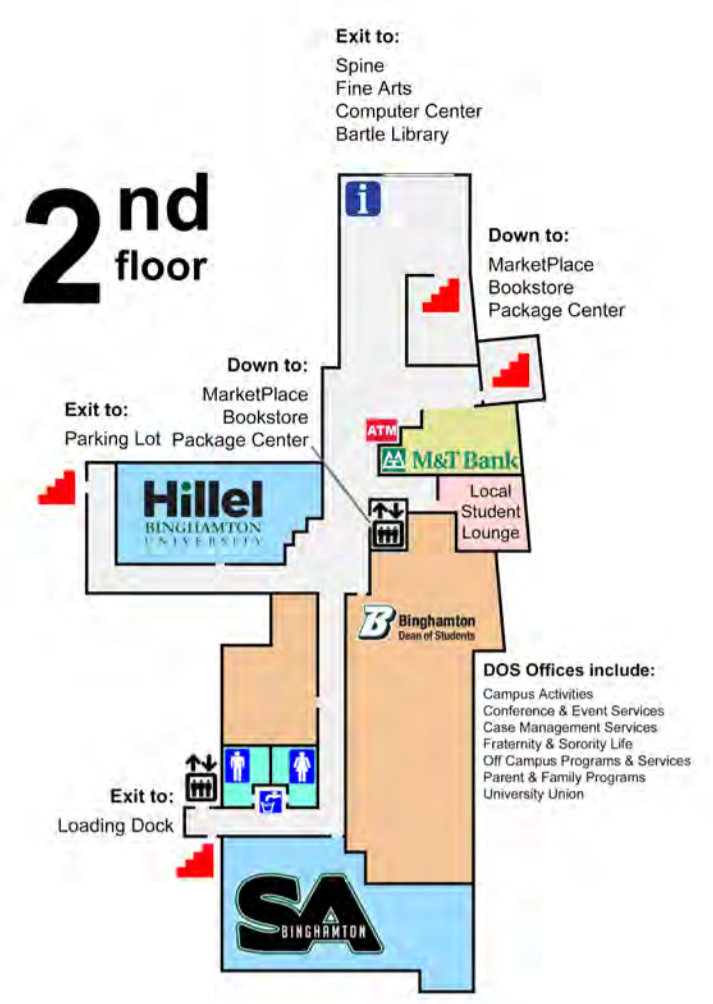 Exit to:
Spine
Fine Arts
Computer Center
Bartle Library
2nd
floor
i
Down to:
MarketPlace
Bookstore
Package Center
Down to:
MarketPlace
Bookstore
Package Center
Exit to:
Parking Lot
ATM
M&T Bank
Hillel
BINGHAMTON
UNIVERSITY
Local
Student
Lounge
B Binghamton
Dean of Students
DOS Offices include:
Campus Activities
Conference & Event Services
Case Management Services
Fraternity & Sorority Life
Off Campus Programs & Services
Parent & Family Programs
University Union
Exit to:
Loading Dock
SA
BINGHAMTON